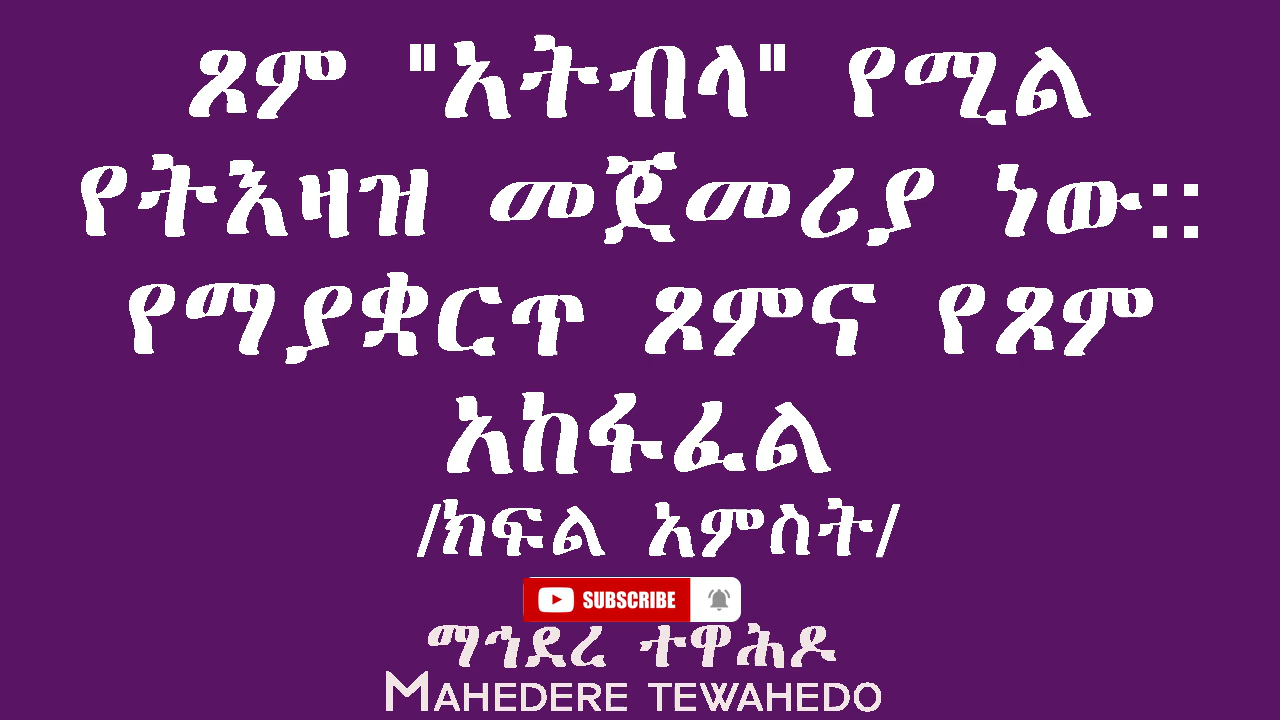 ጾም "አትብላ" የሚል
የትእዛዝ መጀመሪያ ነው::
የማያቋርጥ ጾምና የጾም
አከፋፈል
/ክፍል አምስት/
SUBSCRIBE
ማኅደረ ተዋሕዶ
MAHEDERE TEWAHEDO